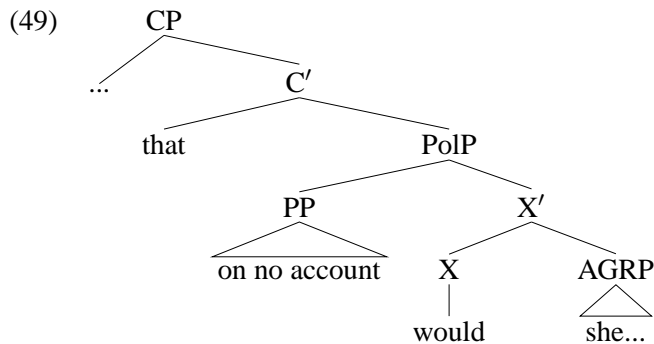 (49) CP
... C′
that PolP
PP X′
on no account X AGRP
would she...